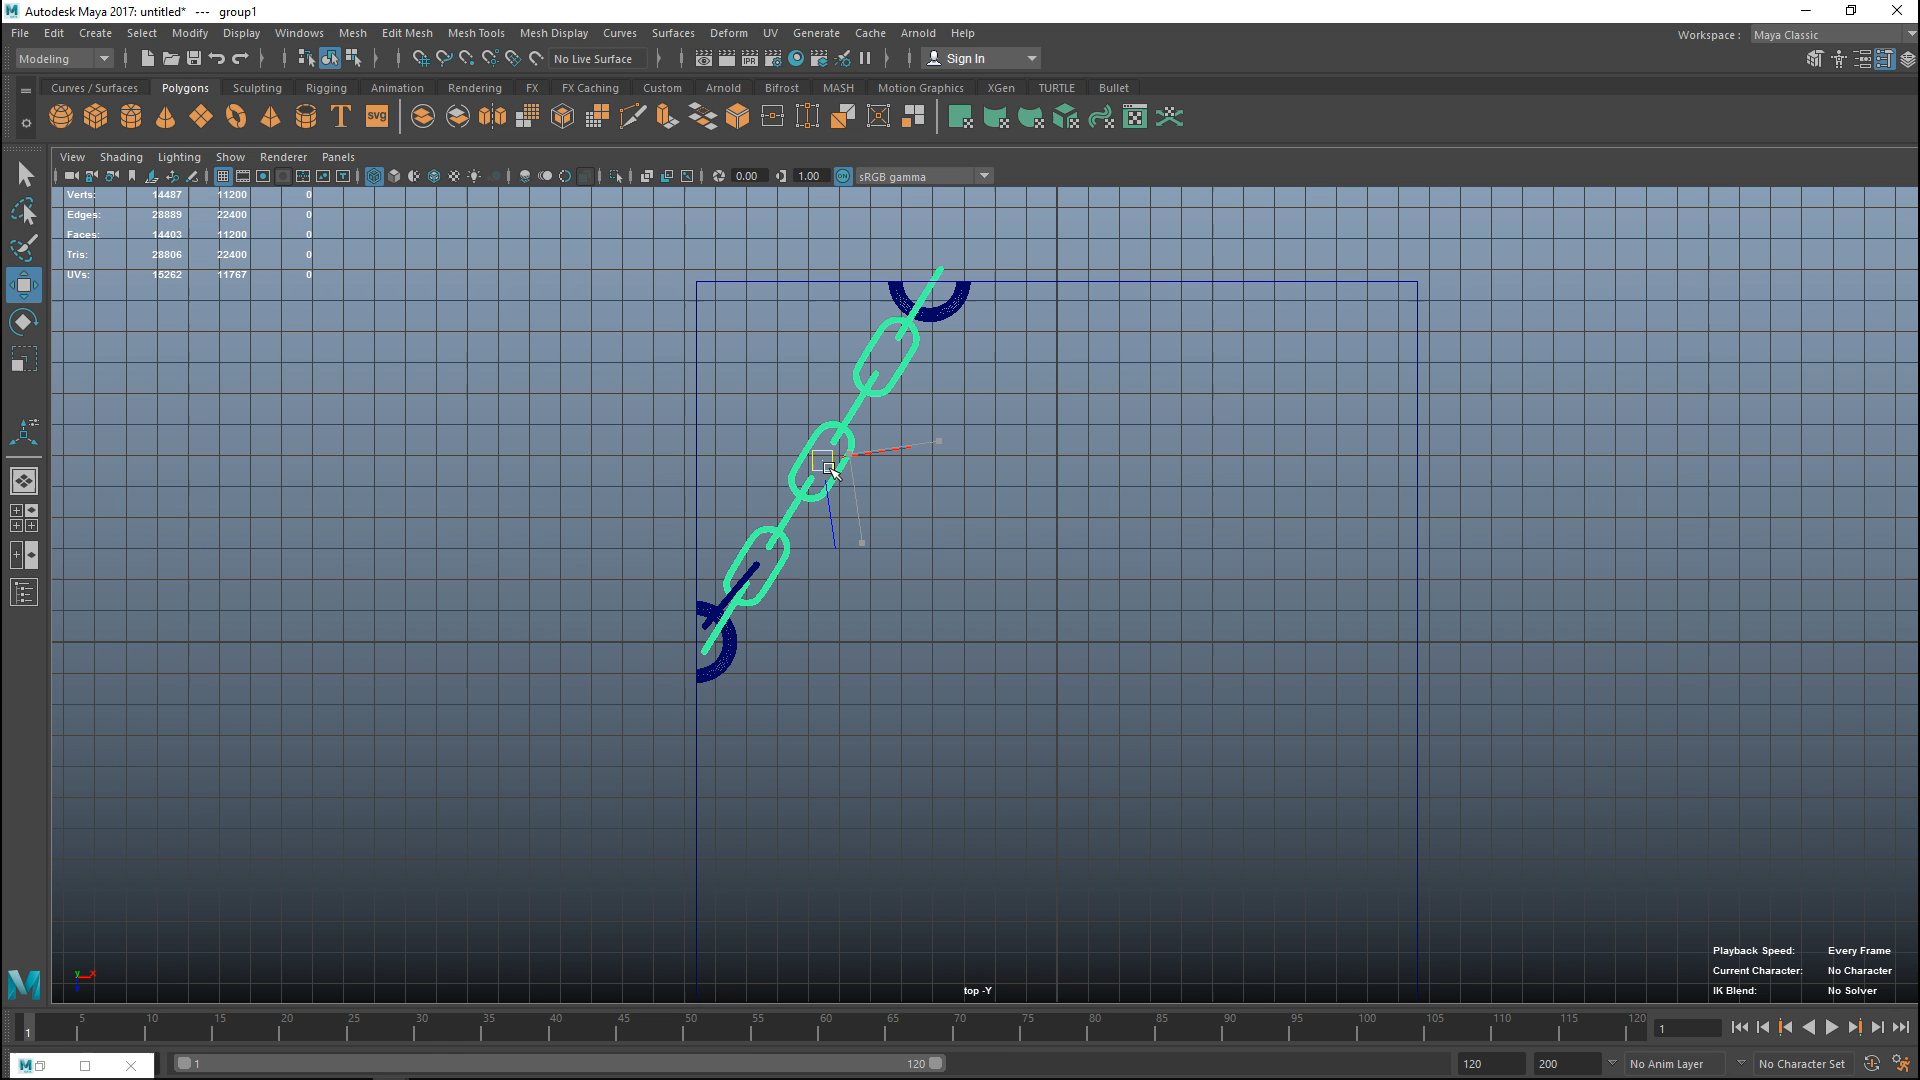 Autodesk Maya 2017: untitled* --- group1
File Edit Create Select Modify Display Windows Mesh Edit Mesh Mesh Tools Mesh Display Curves Surfaces Deform UV Generate Cache Arnold Help
Workspace : Maya Classic
Modeling No Live Surface IPR Sign In
Curves / Surfaces Polygons Sculpting Rigging Animation Rendering FX FX Caching Custom Arnold Bifrost MASH Motion Graphics XGen TURTLE Bullet
T SVG
View Shading Lighting Show Renderer Panels
0.00 1.00 ON sRGB gamma
Verts: 14487 11200 0
Edges: 28889 22400 0
Faces: 14403 11200 0
Tris: 28806 22400 0
UVs: 15262 11767 0
Playback Speed: Every Frame
Current Character: No Character
IK Blend: No Solver
y x
top -Y
1 5 10 15 20 25 30 35 40 45 50 55 60 65 70 75 80 85 90 95 100 105 110 115 120 1
1 120 120 200 No Anim Layer No Character Set